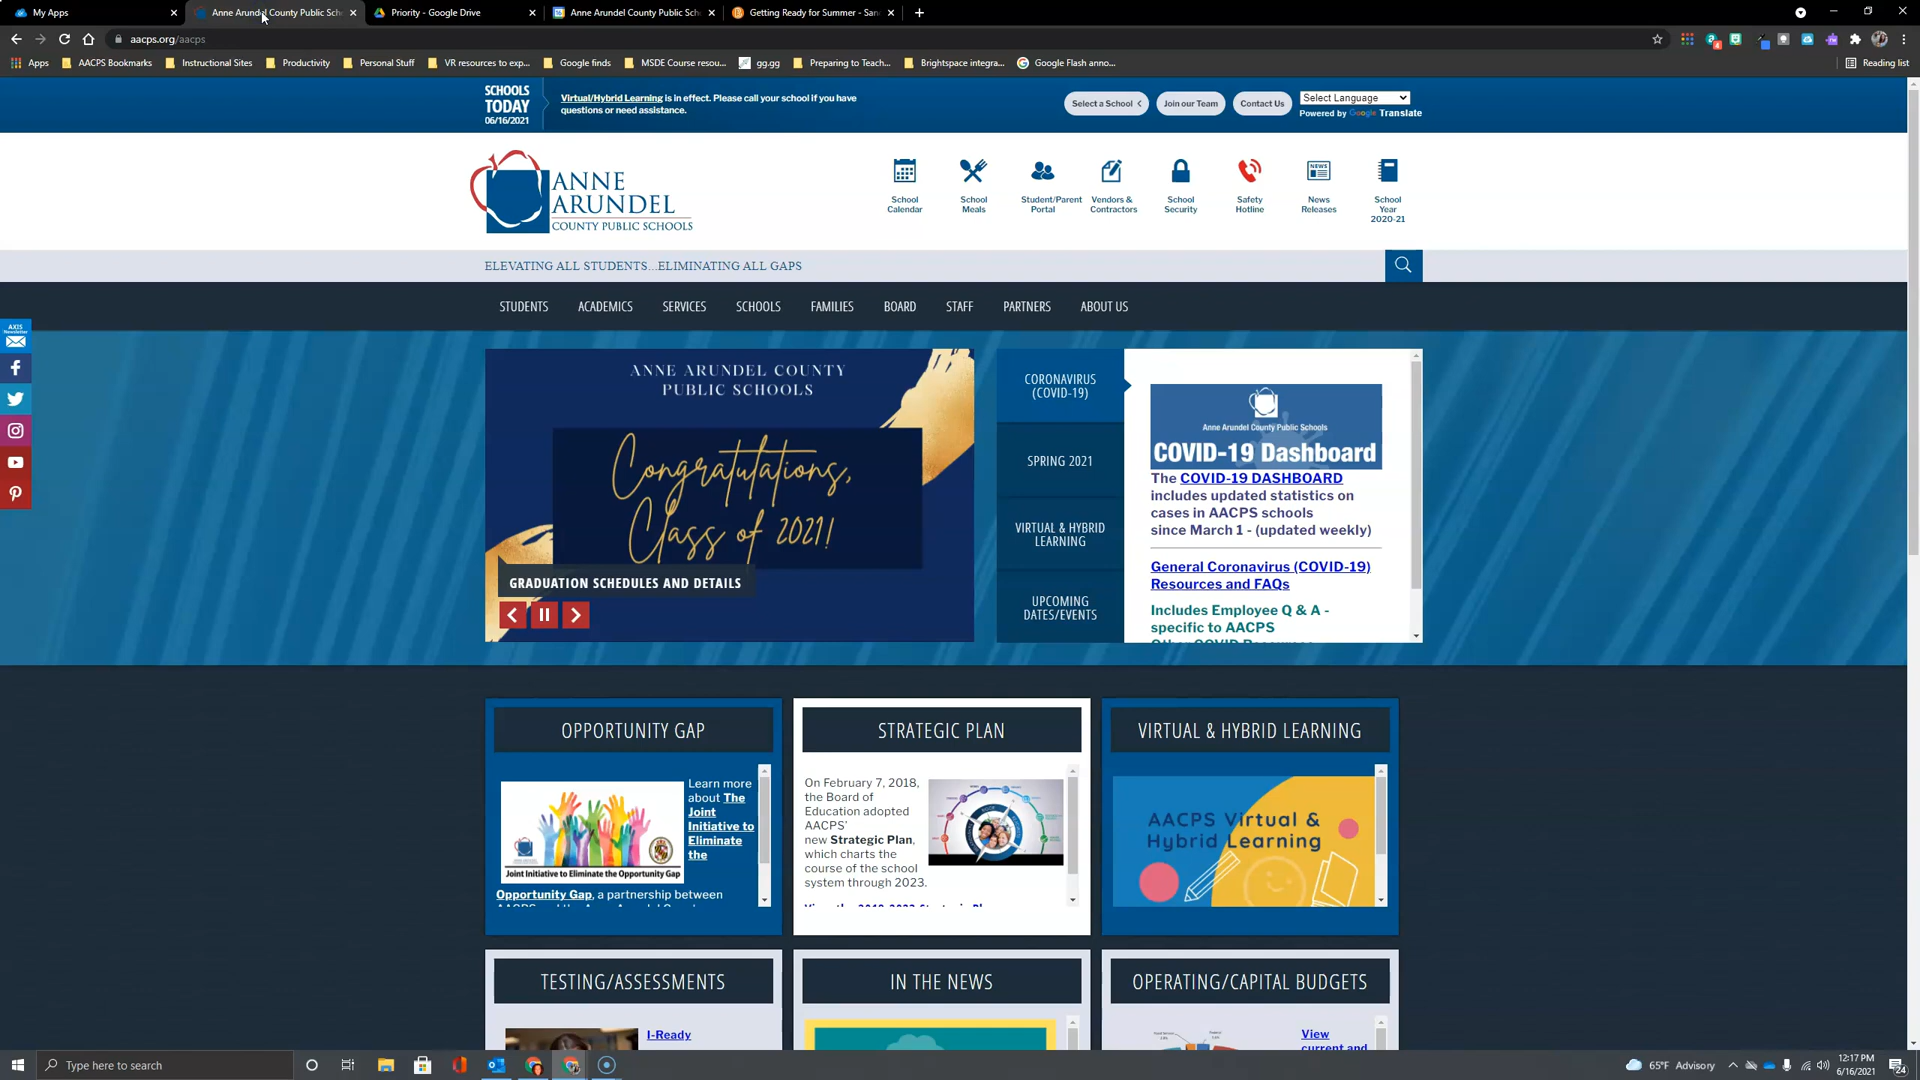 My Apps
Anne Arundel County Public Sch
Priority - Google Drive
Anne Arundel County Public Sch
Getting Ready for Summer - San
aacps.org/aacps
Apps
AACPS Bookmarks
Instructional Sites
Productivity
Personal Stuff
VR resources to exp...
Google finds
MSDE Course resou...
gg.gg
Preparing to Teach...
Brightspace integra...
Google Flash anno...
Reading list
SCHOOLS
TODAY
06/16/2021
Virtual/Hybrid Learning is in effect. Please call your school if you have
questions or need assistance.
Select a School
Join our Team
Contact Us
Select Language
Powered by Google Translate
ANNE
ARUNDEL
COUNTY PUBLIC SCHOOLS
School
Calendar
School
Meals
Student/Parent
Portal
Vendors &
Contractors
School
Security
Safety
Hotline
NEWS
News
Releases
School
Year
2020-21
ELEVATING ALL STUDENTS...ELIMINATING ALL GAPS
STUDENTS
ACADEMICS
SERVICES
SCHOOLS
FAMILIES
BOARD
STAFF
PARTNERS
ABOUT US
AXIS
Newsletter
ANNE ARUNDEL COUNTY
PUBLIC SCHOOLS
Congratulations,
Class of 2021!
GRADUATION SCHEDULES AND DETAILS
CORONAVIRUS
(COVID-19)
SPRING 2021
VIRTUAL & HYBRID
LEARNING
UPCOMING
DATES/EVENTS
Anne Arundel County Public Schools
COVID-19 Dashboard
The COVID-19 DASHBOARD
includes updated statistics on
cases in AACPS schools
since March 1 - (updated weekly)
General Coronavirus (COVID-19)
Resources and FAQs
Includes Employee Q & A -
specific to AACPS
Other COVID Resources
OPPORTUNITY GAP
Learn more
about The
Joint
Initiative to
Eliminate
the
Joint Initiative to Eliminate the Opportunity Gap
Opportunity Gap, a partnership between
STRATEGIC PLAN
On February 7, 2018,
the Board of
Education adopted
AACPS'
new Strategic Plan,
which charts the
course of the school
system through 2023.
View the 2018-2023 Strategic Pl
VIRTUAL & HYBRID LEARNING
AACPS Virtual &
Hybrid Learning
TESTING/ASSESSMENTS
I-Ready
IN THE NEWS
OPERATING/CAPITAL BUDGETS
View
current and
Type here to search
65°F Advisory
12:17 PM
6/16/2021
24